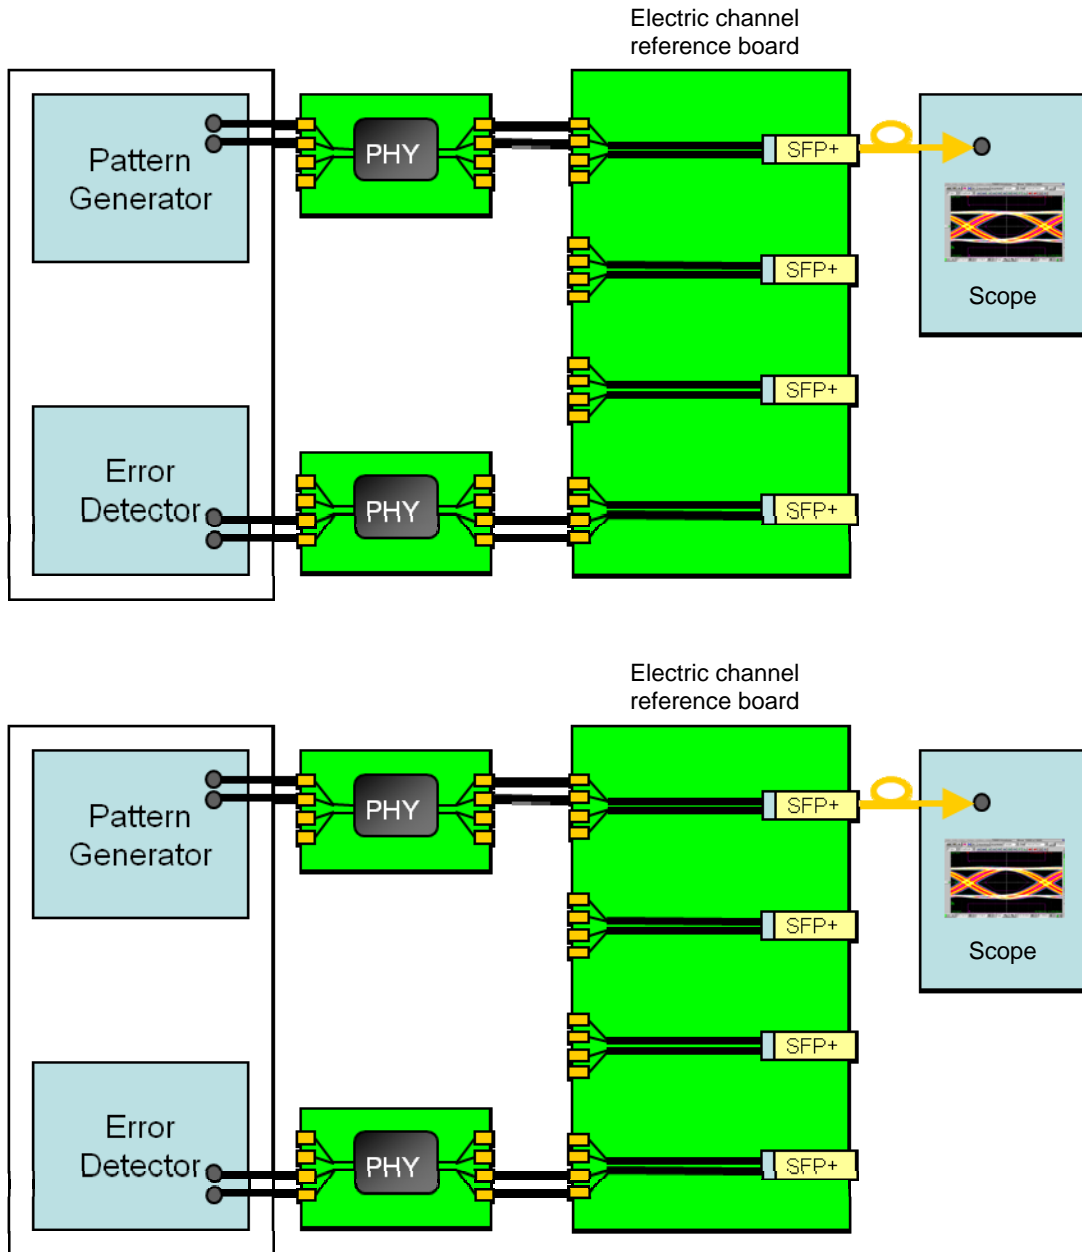 Electric channel
reference board
Pattern
Generator
PHY
SFP+
SFP+
Scope
SFP+
Error
Detector
PHY
SFP+
Electric channel
reference board
Pattern
Generator
PHY
SFP+
SFP+
Scope
SFP+
Error
Detector
PHY
SFP+